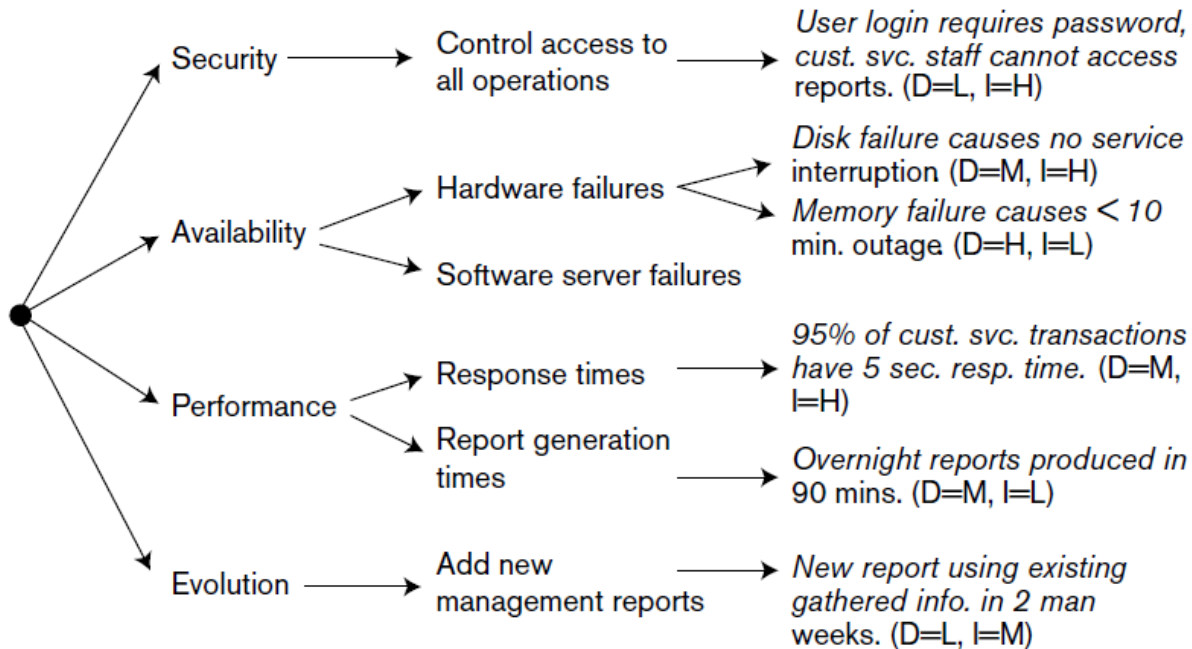 Security
Control access to
all operations
User login requires password,
cust. svc. staff cannot access
reports. (D=L, I=H)
Availability
Hardware failures
Disk failure causes no service
interruption. (D=M, I=H)
Memory failure causes < 10
min. outage. (D=H, I=L)
Software server failures
Performance
Response times
95% of cust. svc. transactions
have 5 sec. resp. time. (D=M,
I=H)
Report generation
times
Overnight reports produced in
90 mins. (D=M, I=L)
Evolution
Add new
management reports
New report using existing
gathered info. in 2 man
weeks. (D=L, I=M)